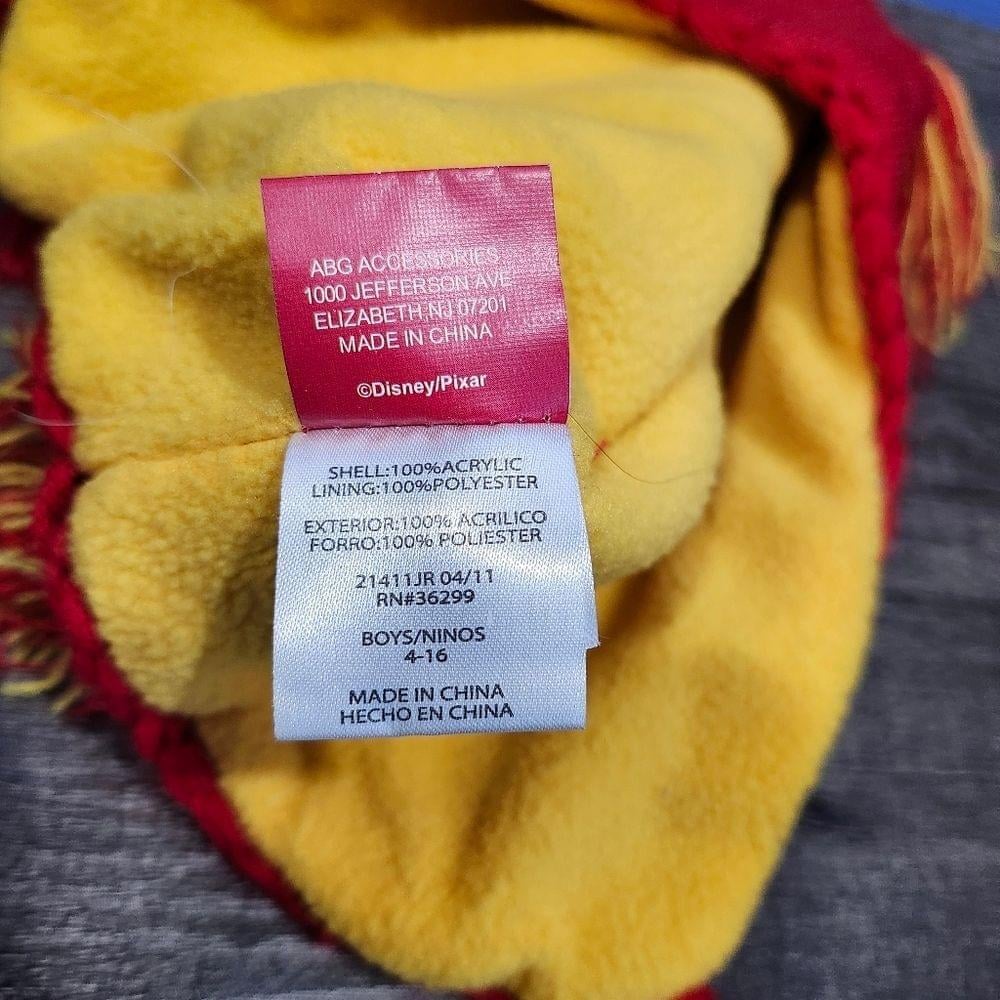 ABG ACCESSORIES
1000 JEFFERSON AVE
ELIZABETH NJ 07201
MADE IN CHINA
©Disney/Pixar
SHELL:100%ACRYLIC
LINING:100%POLYESTER
EXTERIOR:100% ACRILICO
FORRO:100% POLIESTER
21411JR 04/11
RN#36299
BOYS/NINOS
4-16
MADE IN CHINA
HECHO EN CHINA